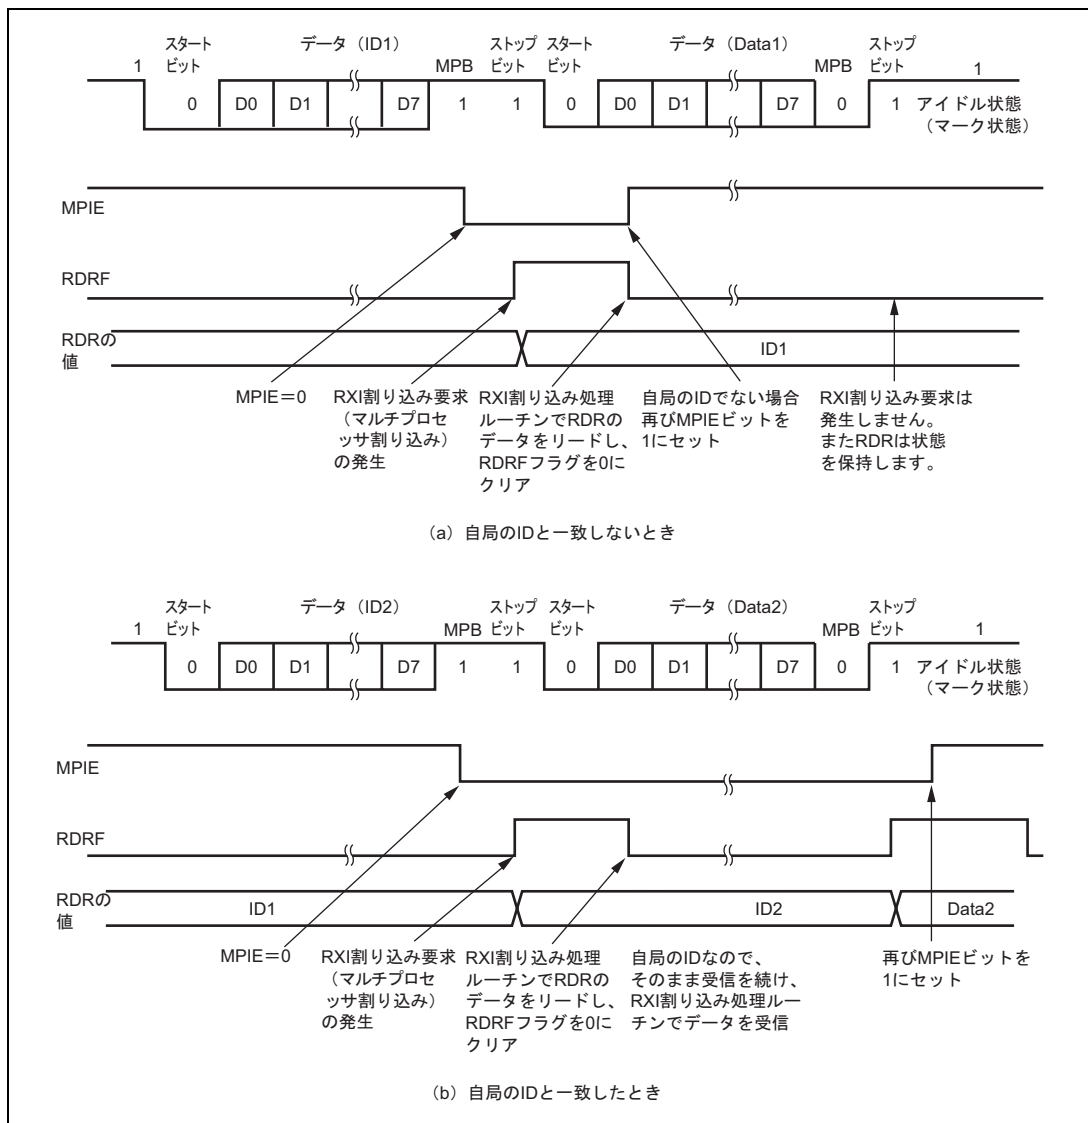 スタート
ビット
データ（ID1）
ストップ
ビット
スタート
ビット
データ（Data1）
ストップ
ビット
1
MPB
MPB
1
0
D0
D1
D7
1
1
0
D0
D1
D7
0
1
アイドル状態
（マーク状態）
MPIE
RDRF
RDRの
値
ID1
MPIE＝0
RXI割り込み要求
（マルチプロセ
ッサ割り込み）
の発生
RXI割り込み処理
ルーチンでRDRの
データをリードし、
RDRFフラグを0に
クリア
自局のIDでない場合
再びMPIEビットを
1にセット
RXI割り込み要求は
発生しません。
またRDRは状態
を保持します。
（a）自局のIDと一致しないとき
スタート
ビット
データ（ID2）
ストップ
ビット
スタート
ビット
データ（Data2）
ストップ
ビット
1
MPB
MPB
1
0
D0
D1
D7
1
1
0
D0
D1
D7
0
1
アイドル状態
（マーク状態）
MPIE
RDRF
RDRの
値
ID1
ID2
Data2
MPIE＝0
RXI割り込み要求
（マルチプロセ
ッサ割り込み）
の発生
RXI割り込み処理
ルーチンでRDRの
データをリードし、
RDRFフラグを0に
クリア
自局のIDなので、
そのまま受信を続け、
RXI割り込み処理ルー
チンでデータを受信
再びMPIEビットを
1にセット
（b）自局のIDと一致したとき